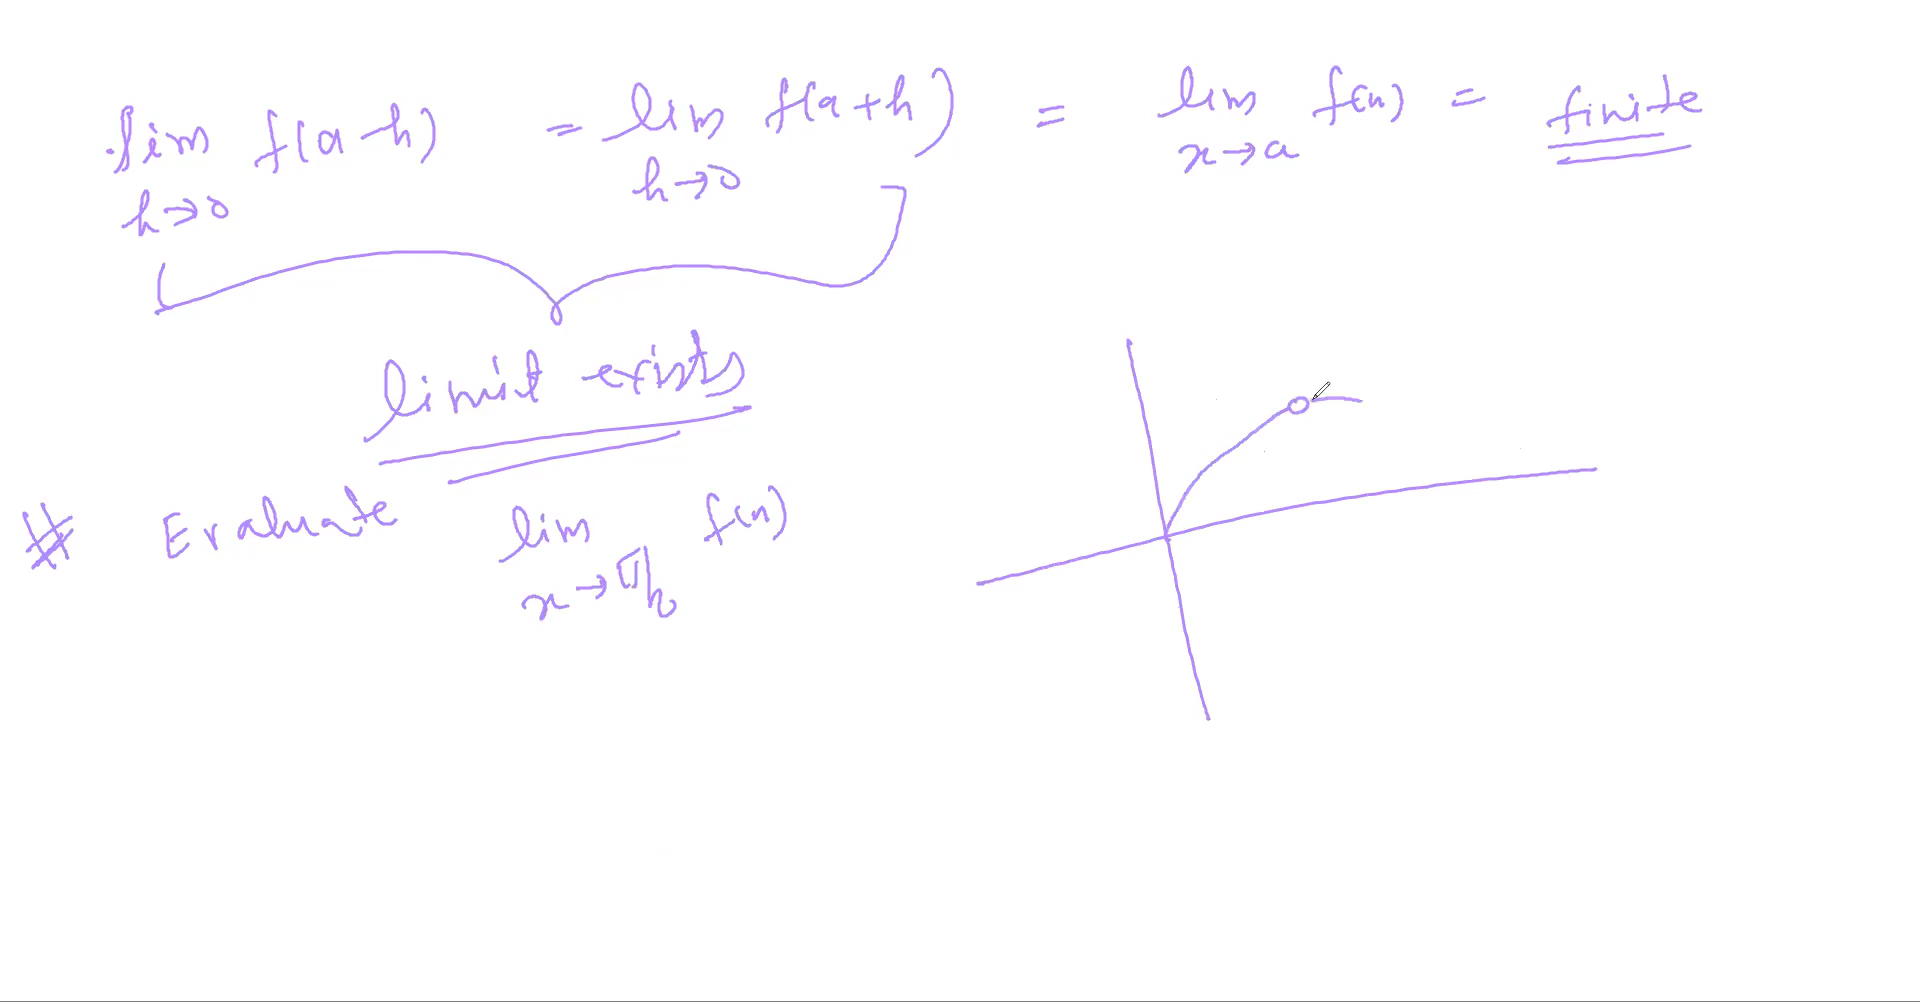 lim f(a-h) = lim f(a+h) = lim f(x) = finite
h→0 h→0 x→a
limit exists
# Evaluate lim f(x)
x→π/2